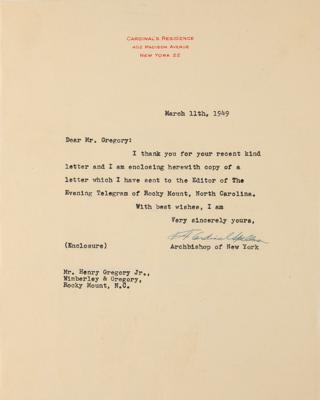 CARDINAL'S RESIDENCE
402 MADISON AVENUE
NEW YORK 22
March 11th, 1949
Dear Mr. Gregory:
I thank you for your recent kind
letter and I am enclosing herewith copy of a
letter which I have sent to the Editor of The
Evening Telegram of Rocky Mount, North Carolina.
With best wishes, I am
Very sincerely yours,
F Cardinal Spellman
(Enclosure)
Archbishop of New York
Mr. Henry Gregory Jr.,
Wimberley & Gregory,
Rocky Mount, N.C.